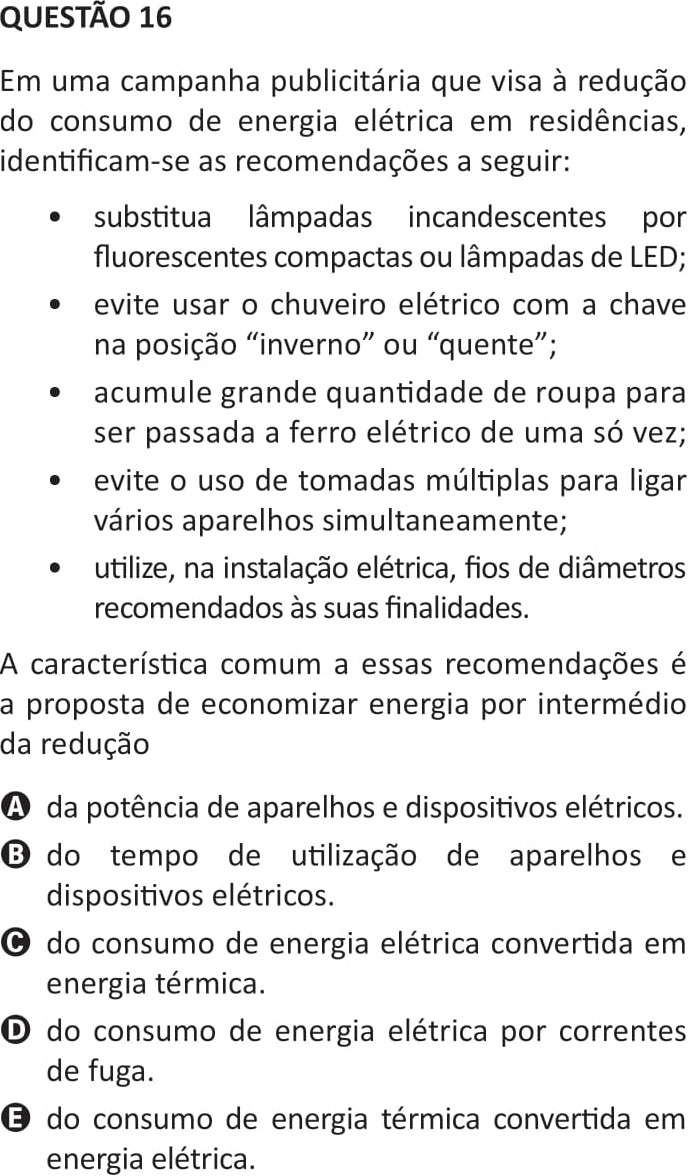 QUESTÃO 16
Em uma campanha publicitária que visa à redução
do consumo de energia elétrica em residências,
identificam-se as recomendações a seguir:
• substitua lâmpadas incandescentes por
fluorescentes compactas ou lâmpadas de LED;
• evite usar o chuveiro elétrico com a chave
na posição “inverno” ou “quente”;
• acumule grande quantidade de roupa para
ser passada a ferro elétrico de uma só vez;
• evite o uso de tomadas múltiplas para ligar
vários aparelhos simultaneamente;
• utilize, na instalação elétrica, fios de diâmetros
recomendados às suas finalidades.
A característica comum a essas recomendações é
a proposta de economizar energia por intermédio
da redução
A da potência de aparelhos e dispositivos elétricos.
B do tempo de utilização de aparelhos e
dispositivos elétricos.
C do consumo de energia elétrica convertida em
energia térmica.
D do consumo de energia elétrica por correntes
de fuga.
E do consumo de energia térmica convertida em
energia elétrica.